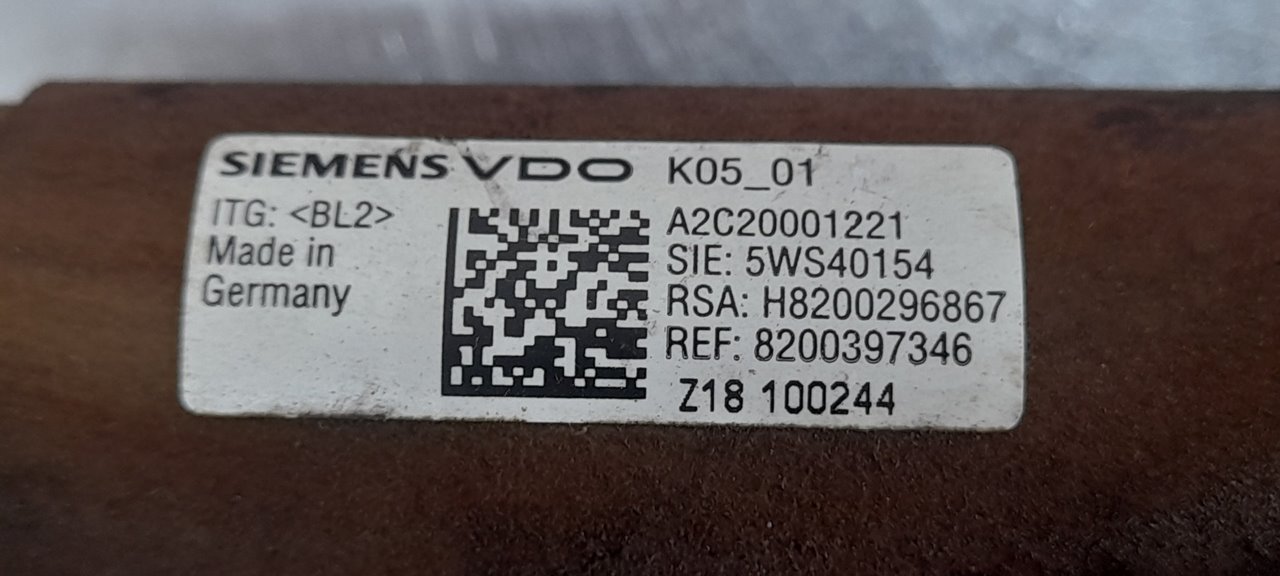 SIEMENS VDO K05_01
ITG: <BL2>
Made in
Germany
A2C20001221
SIE: 5WS40154
RSA: H8200296867
REF: 8200397346
Z18 100244